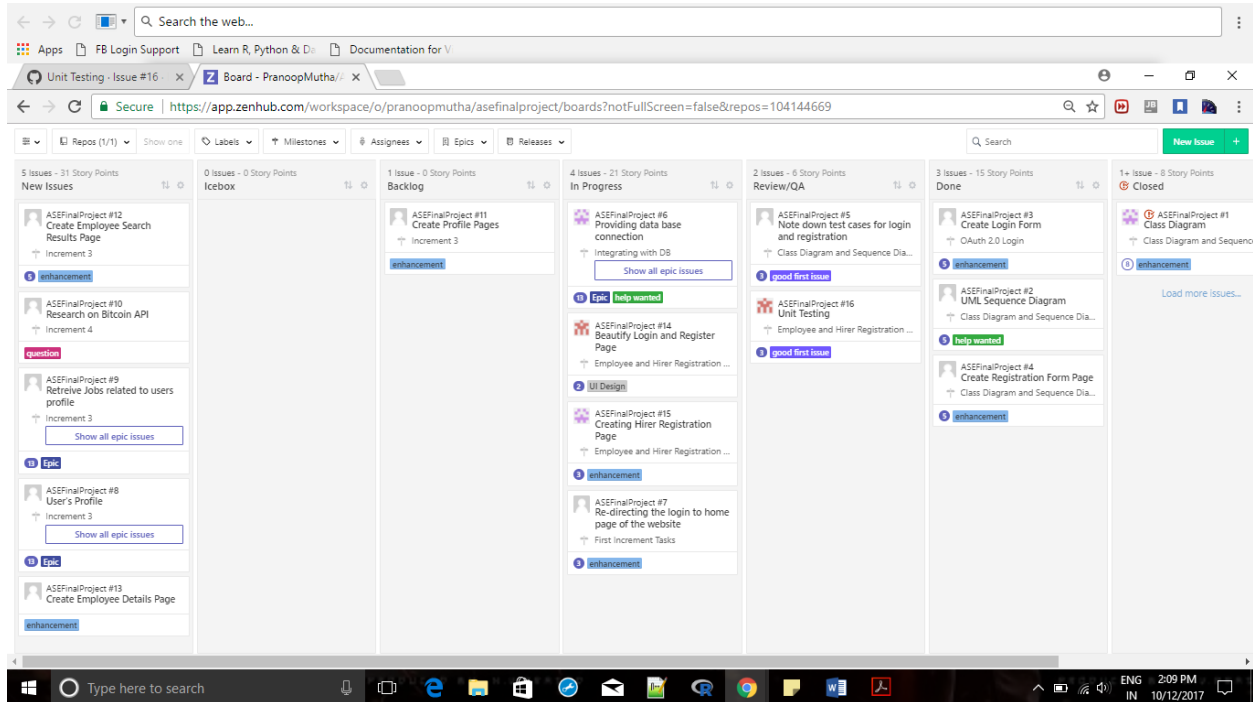 Search the web...
Apps FB Login Support Learn R, Python & Da Documentation for V
Unit Testing · Issue #16 · Board - PranoopMutha/A
Secure https://app.zenhub.com/workspace/o/pranoopmutha/asefinalproject/boards?notFullScreen=false&repos=104144669
Repos (1/1) Show one Labels Milestones Assignees Epics Releases Search New Issue +
5 Issues - 31 Story Points
New Issues
ASEFinalProject #12
Create Employee Search
Results Page
Increment 3
5 enhancement
ASEFinalProject #10
Research on Bitcoin API
Increment 4
question
ASEFinalProject #9
Retreive Jobs related to users
profile
Increment 3
Show all epic issues
13 Epic
ASEFinalProject #8
User's Profile
Increment 3
Show all epic issues
13 Epic
ASEFinalProject #13
Create Employee Details Page
enhancement
0 Issues - 0 Story Points
Icebox
1 Issue - 0 Story Points
Backlog
ASEFinalProject #11
Create Profile Pages
Increment 3
enhancement
4 Issues - 21 Story Points
In Progress
ASEFinalProject #6
Providing data base
connection
Integrating with DB
Show all epic issues
13 Epic help wanted
ASEFinalProject #14
Beautify Login and Register
Page
Employee and Hirer Registration ...
2 UI Design
ASEFinalProject #15
Creating Hirer Registration
Page
Employee and Hirer Registration ...
3 enhancement
ASEFinalProject #7
Re-directing the login to home
page of the website
First Increment Tasks
3 enhancement
2 Issues - 6 Story Points
Review/QA
ASEFinalProject #5
Note down test cases for login
and registration
Class Diagram and Sequence Dia...
3 good first issue
ASEFinalProject #16
Unit Testing
Employee and Hirer Registration ...
3 good first issue
3 Issues - 15 Story Points
Done
ASEFinalProject #3
Create Login Form
OAuth 2.0 Login
5 enhancement
ASEFinalProject #2
UML Sequence Diagram
Class Diagram and Sequence Dia...
5 help wanted
ASEFinalProject #4
Create Registration Form Page
Class Diagram and Sequence Dia...
5 enhancement
1+ Issue - 8 Story Points
Closed
ASEFinalProject #1
Class Diagram
Class Diagram and Sequenc
8 enhancement
Load more issues...
Type here to search
ENG 2:09 PM
IN 10/12/2017